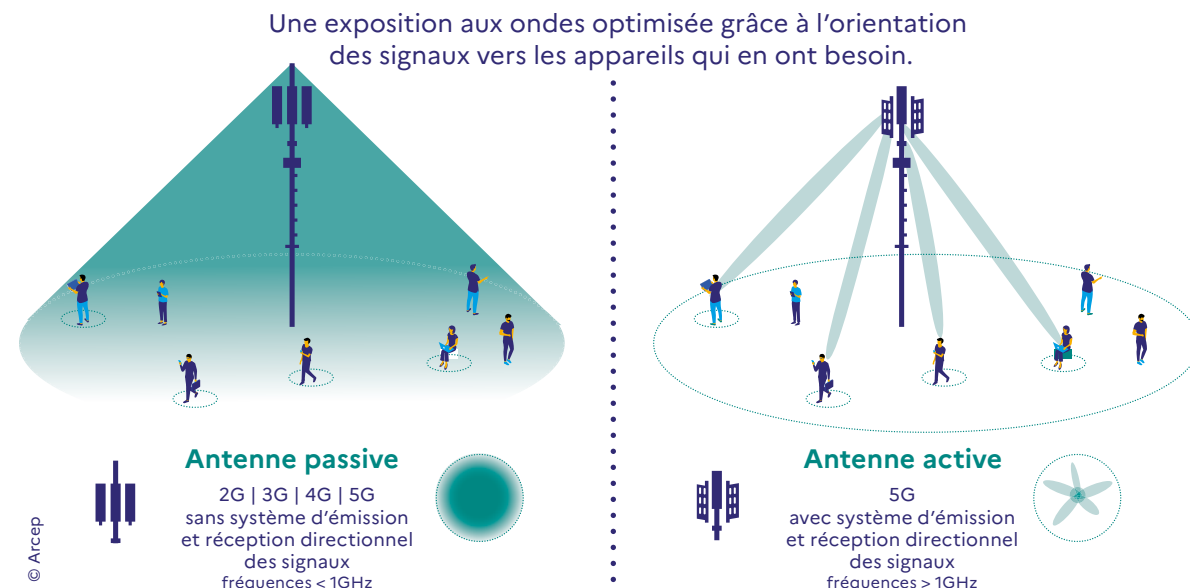 Une exposition aux ondes optimisée grâce à l'orientation
des signaux vers les appareils qui en ont besoin.
Antenne passive
2G | 3G | 4G | 5G
sans système d'émission
et réception directionnel
des signaux
fréquences < 1GHz
Antenne active
5G
avec système d'émission
et réception directionnel
des signaux
fréquences > 1GHz
© Arcep